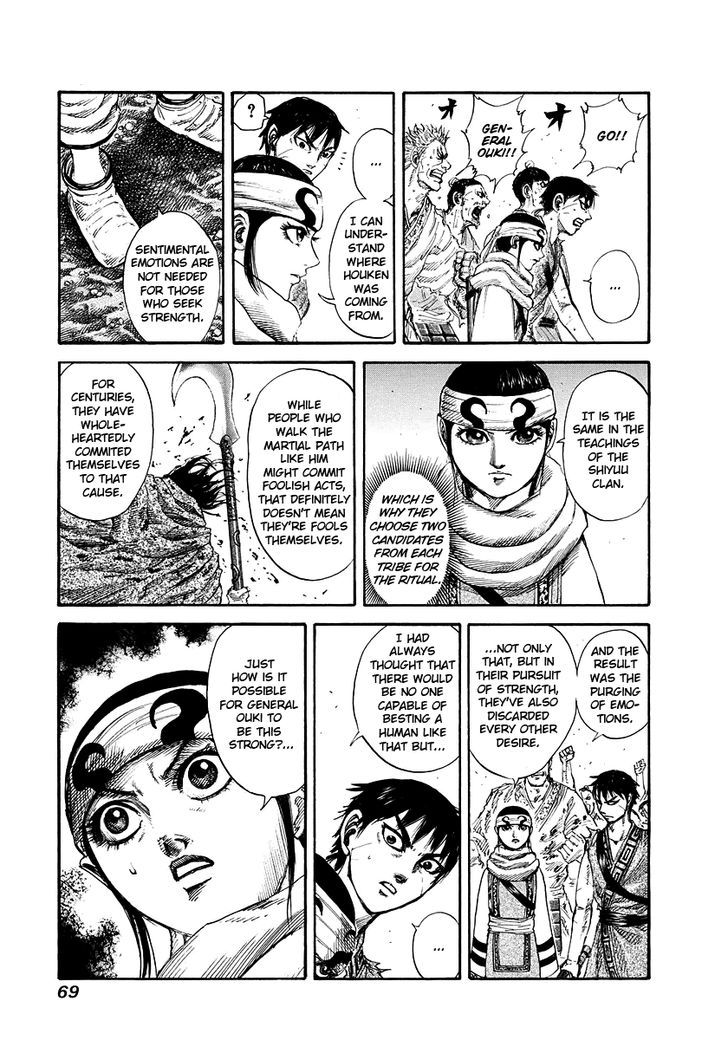 オ
GO!!
GEN-
ERAL
OUKI!!!
オ
...
...
?
I CAN
UNDER-
STAND
WHERE
HOUKEN
WAS
COMING
FROM.
SENTIMENTAL
EMOTIONS ARE
NOT NEEDED
FOR THOSE
WHO SEEK
STRENGTH.
IT IS THE
SAME IN THE
TEACHINGS
OF THE
SHIYUU
CLAN.
WHICH IS
WHY THEY
CHOOSE TWO
CANDIDATES
FROM EACH
TRIBE FOR
THE RITUAL.
WHILE
PEOPLE WHO
WALK THE
MARTIAL PATH
LIKE HIM
MIGHT COMMIT
FOOLISH ACTS,
THAT DEFINITELY
DOESN'T MEAN
THEY'RE FOOLS
THEMSELVES.
FOR
CENTURIES,
THEY HAVE
WHOLE-
HEARTEDLY
COMMITED
THEMSELVES
TO THAT
CAUSE.
AND THE
RESULT
WAS THE
PURGING
OF EMO-
TIONS.
...NOT ONLY
THAT, BUT IN
THEIR PURSUIT
OF STRENGTH,
THEY'VE ALSO
DISCARDED
EVERY OTHER
DESIRE.
I HAD
ALWAYS
THOUGHT THAT
THERE WOULD
BE NO ONE
CAPABLE OF
BESTING A
HUMAN LIKE
THAT BUT...
...
JUST
HOW IS IT
POSSIBLE
FOR GENERAL
OUKI TO
BE THIS
STRONG?...
69